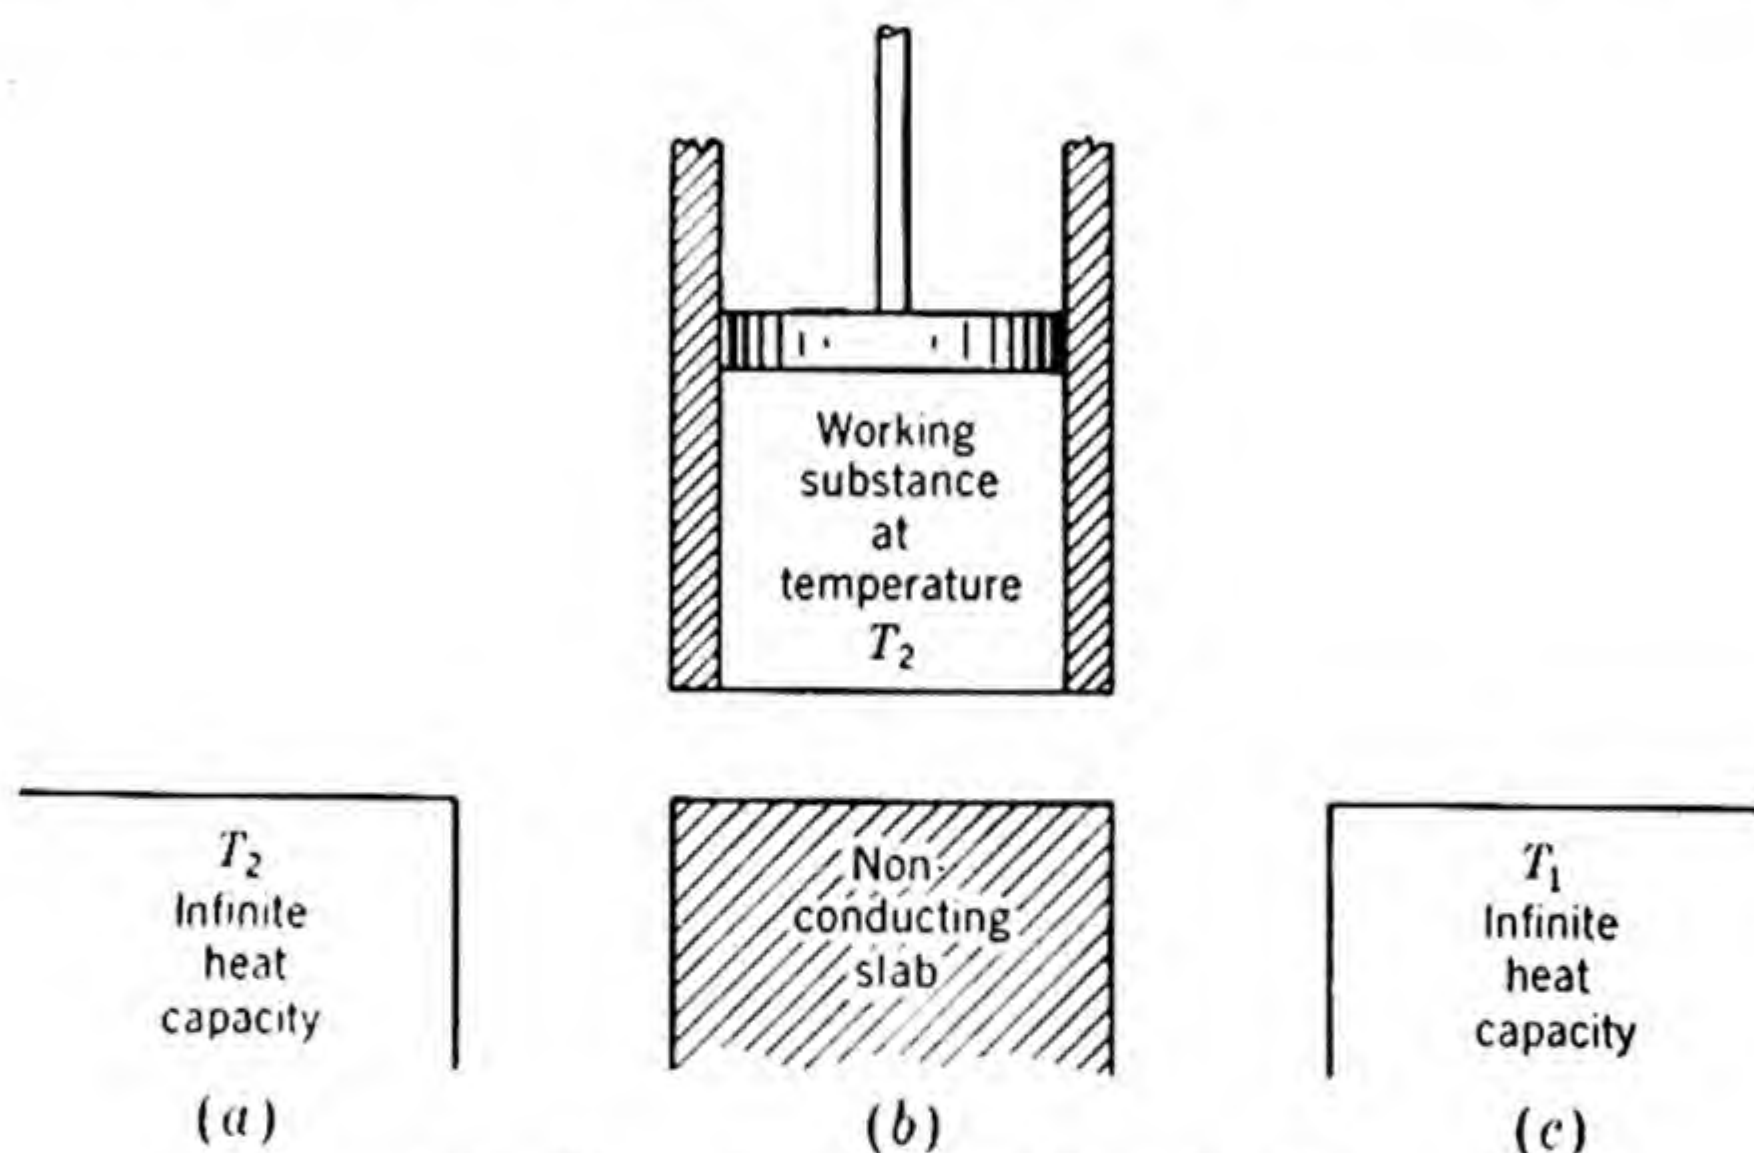 Working
substance
at
temperature
T₂
T₂
Infinite
heat
capacity
(a)
Non-
conducting
slab
(b)
T₁
Infinite
heat
capacity
(c)